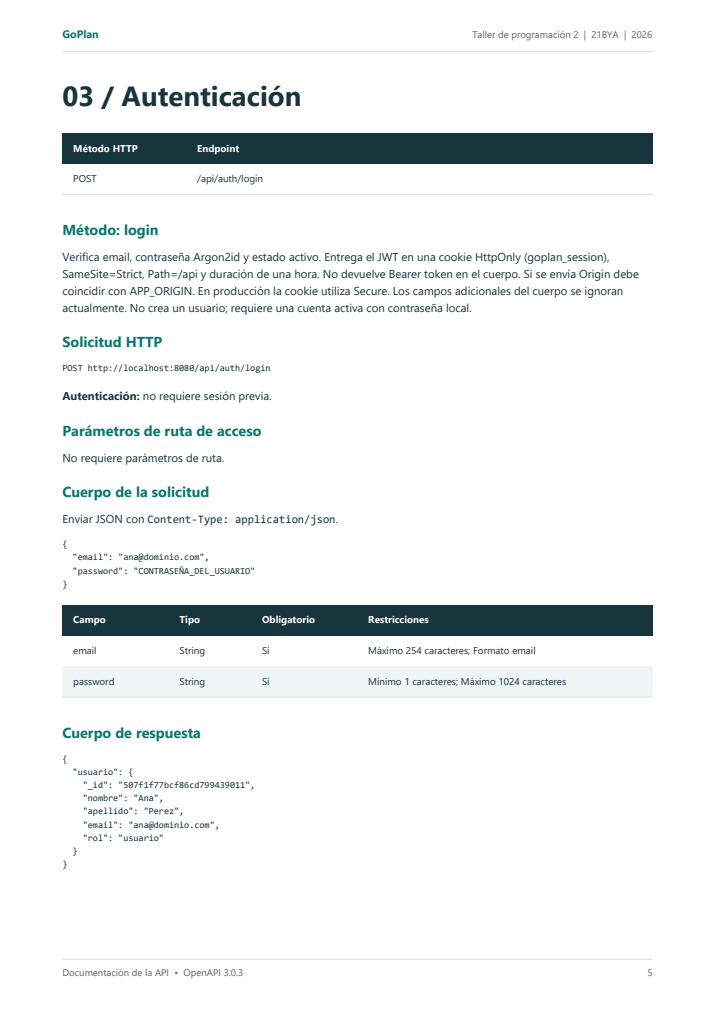 GoPlan
Taller de programación 2 | 21BYA | 2026
03 / Autenticación
Método HTTP Endpoint
POST /api/auth/login
Método: login
Verifica email, contraseña Argon2id y estado activo. Entrega el JWT en una cookie HttpOnly (goplan_session),
SameSite=Strict, Path=/api y duración de una hora. No devuelve Bearer token en el cuerpo. Si se envía Origin debe
coincidir con APP_ORIGIN. En producción la cookie utiliza Secure. Los campos adicionales del cuerpo se ignoran
actualmente. No crea un usuario; requiere una cuenta activa con contraseña local.
Solicitud HTTP
POST http://localhost:8080/api/auth/login
Autenticación: no requiere sesión previa.
Parámetros de ruta de acceso
No requiere parámetros de ruta.
Cuerpo de la solicitud
Enviar JSON con Content-Type: application/json.
{
  "email": "ana@dominio.com",
  "password": "CONTRASEÑA_DEL_USUARIO"
}
Campo Tipo Obligatorio Restricciones
email String Sí Máximo 254 caracteres; Formato email
password String Sí Mínimo 1 caracteres; Máximo 1024 caracteres
Cuerpo de respuesta
{
  "usuario": {
    "_id": "507f1f77bcf86cd799439011",
    "nombre": "Ana",
    "apellido": "Perez",
    "email": "ana@dominio.com",
    "rol": "usuario"
  }
}
Documentación de la API • OpenAPI 3.0.3
5